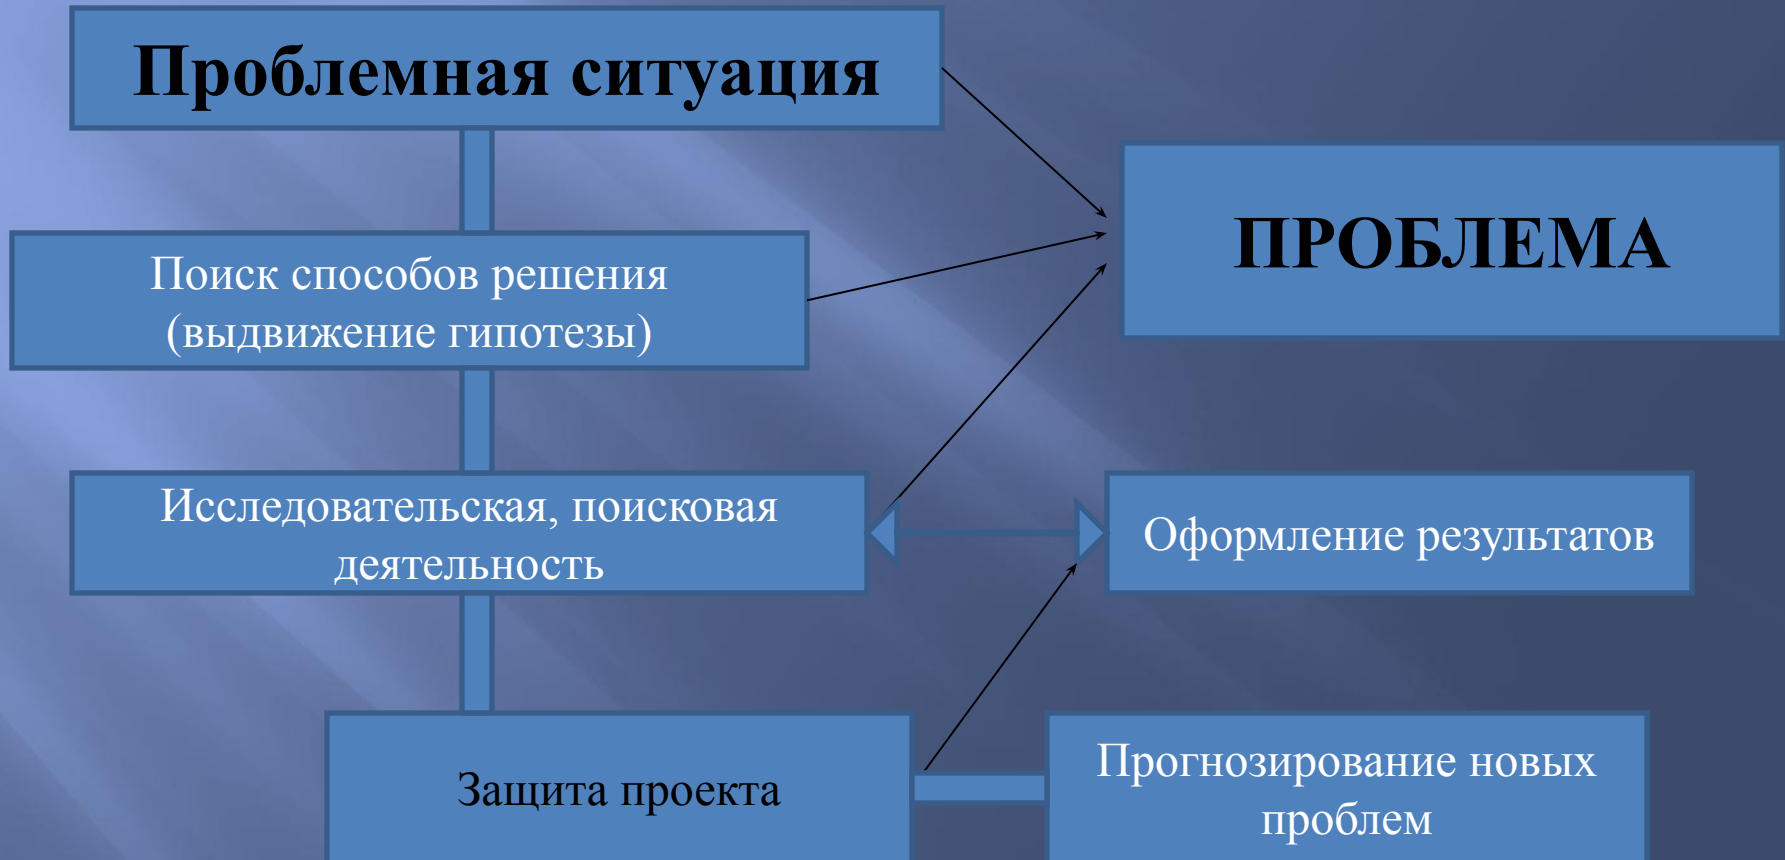 Проблемная ситуация
ПРОБЛЕМА
Поиск способов решения
(выдвижение гипотезы)
Исследовательская, поисковая
деятельность
Оформление результатов
Защита проекта
Прогнозирование новых
проблем